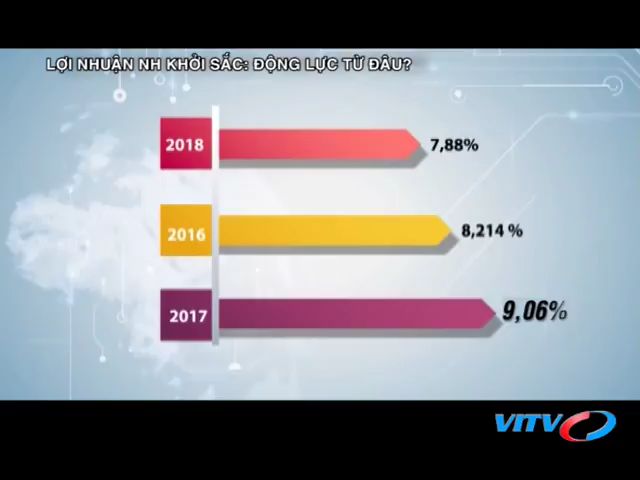 LỢI NHUẬN NH KHỞI SẮC: ĐỘNG LỰC TỪ ĐÂU?
2018 7,88%
2016 8,214 %
2017 9,06%
VITV